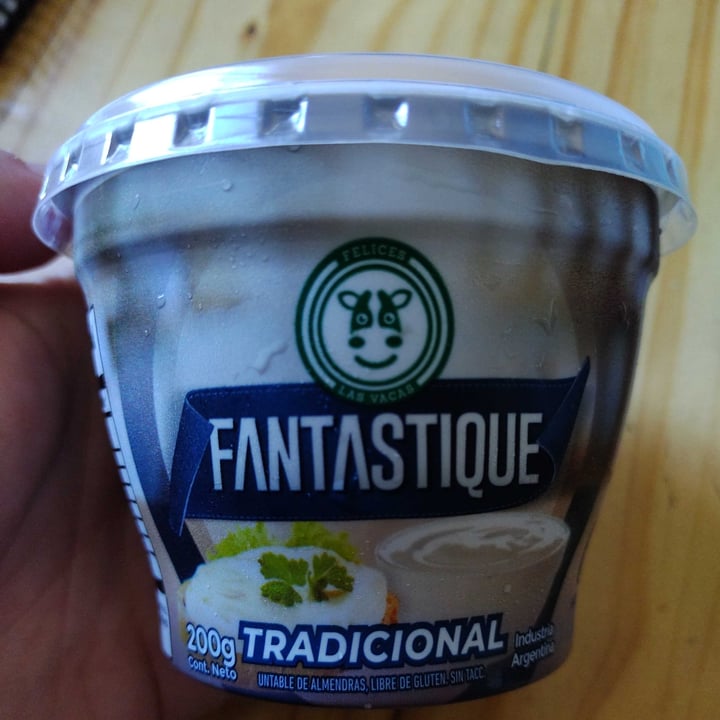 FELICES
LAS VACAS
FANTASTIQUE
200g
Cont. Neto
TRADICIONAL
Industria
Argentina
UNTABLE DE ALMENDRAS, LIBRE DE GLUTEN. SIN TACC.